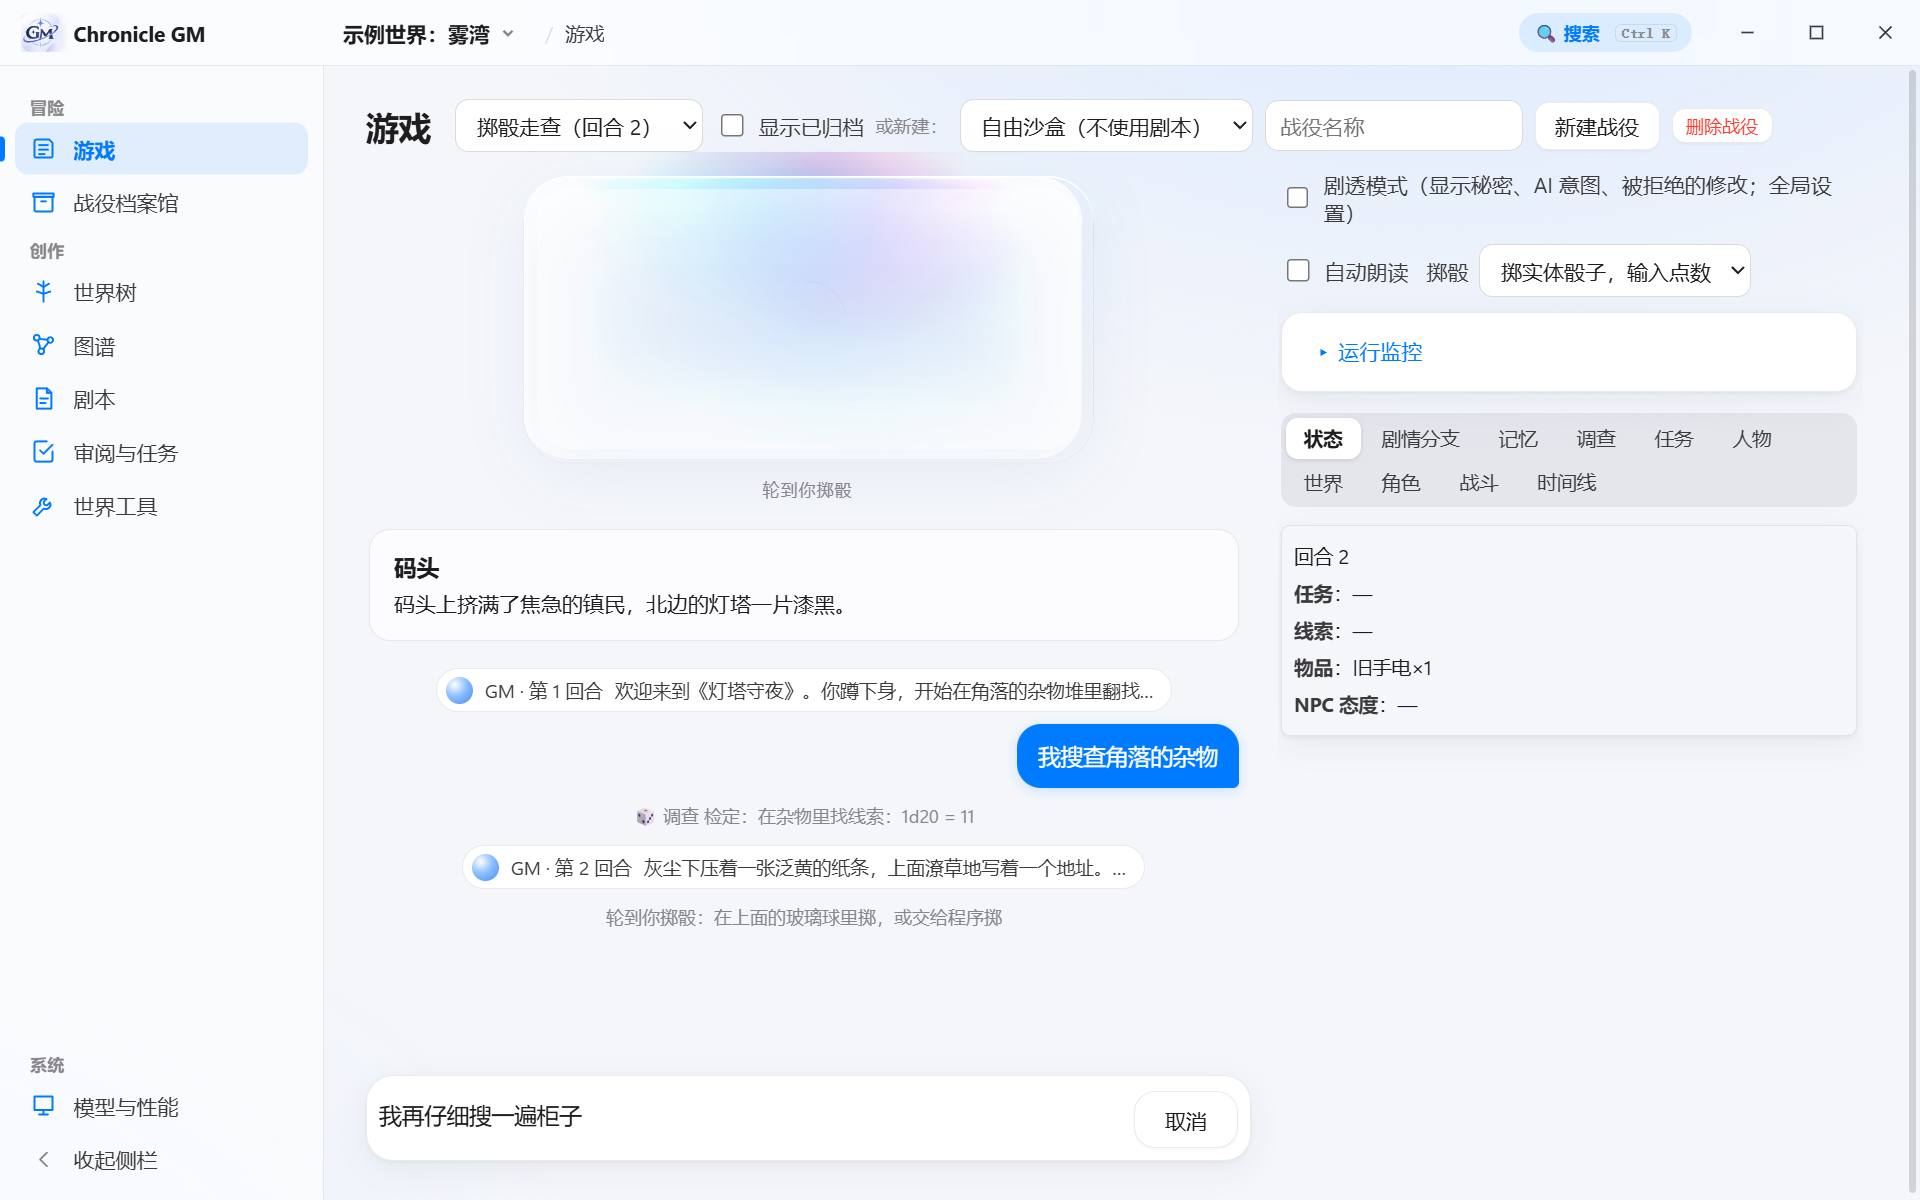 Chronicle GM
示例世界：雾湾
/ 游戏
搜索 Ctrl K
冒险
游戏
战役档案馆
创作
世界树
图谱
剧本
审阅与任务
世界工具
系统
模型与性能
收起侧栏
游戏
掷骰走查（回合 2）
显示已归档
或新建：
自由沙盒（不使用剧本）
战役名称
新建战役
删除战役
轮到你掷骰
码头
码头上挤满了焦急的镇民，北边的灯塔一片漆黑。
GM · 第 1 回合 欢迎来到《灯塔守夜》。你蹲下身，开始在角落的杂物堆里翻找...
我搜查角落的杂物
调查 检定：在杂物里找线索：1d20 = 11
GM · 第 2 回合 灰尘下压着一张泛黄的纸条，上面潦草地写着一个地址。...
轮到你掷骰：在上面的玻璃球里掷，或交给程序掷
我再仔细搜一遍柜子
取消
剧透模式（显示秘密、AI 意图、被拒绝的修改；全局设
置）
自动朗读 掷骰 掷实体骰子，输入点数
运行监控
状态 剧情分支 记忆 调查 任务 人物
世界 角色 战斗 时间线
回合 2
任务：—
线索：—
物品：旧手电×1
NPC 态度：—